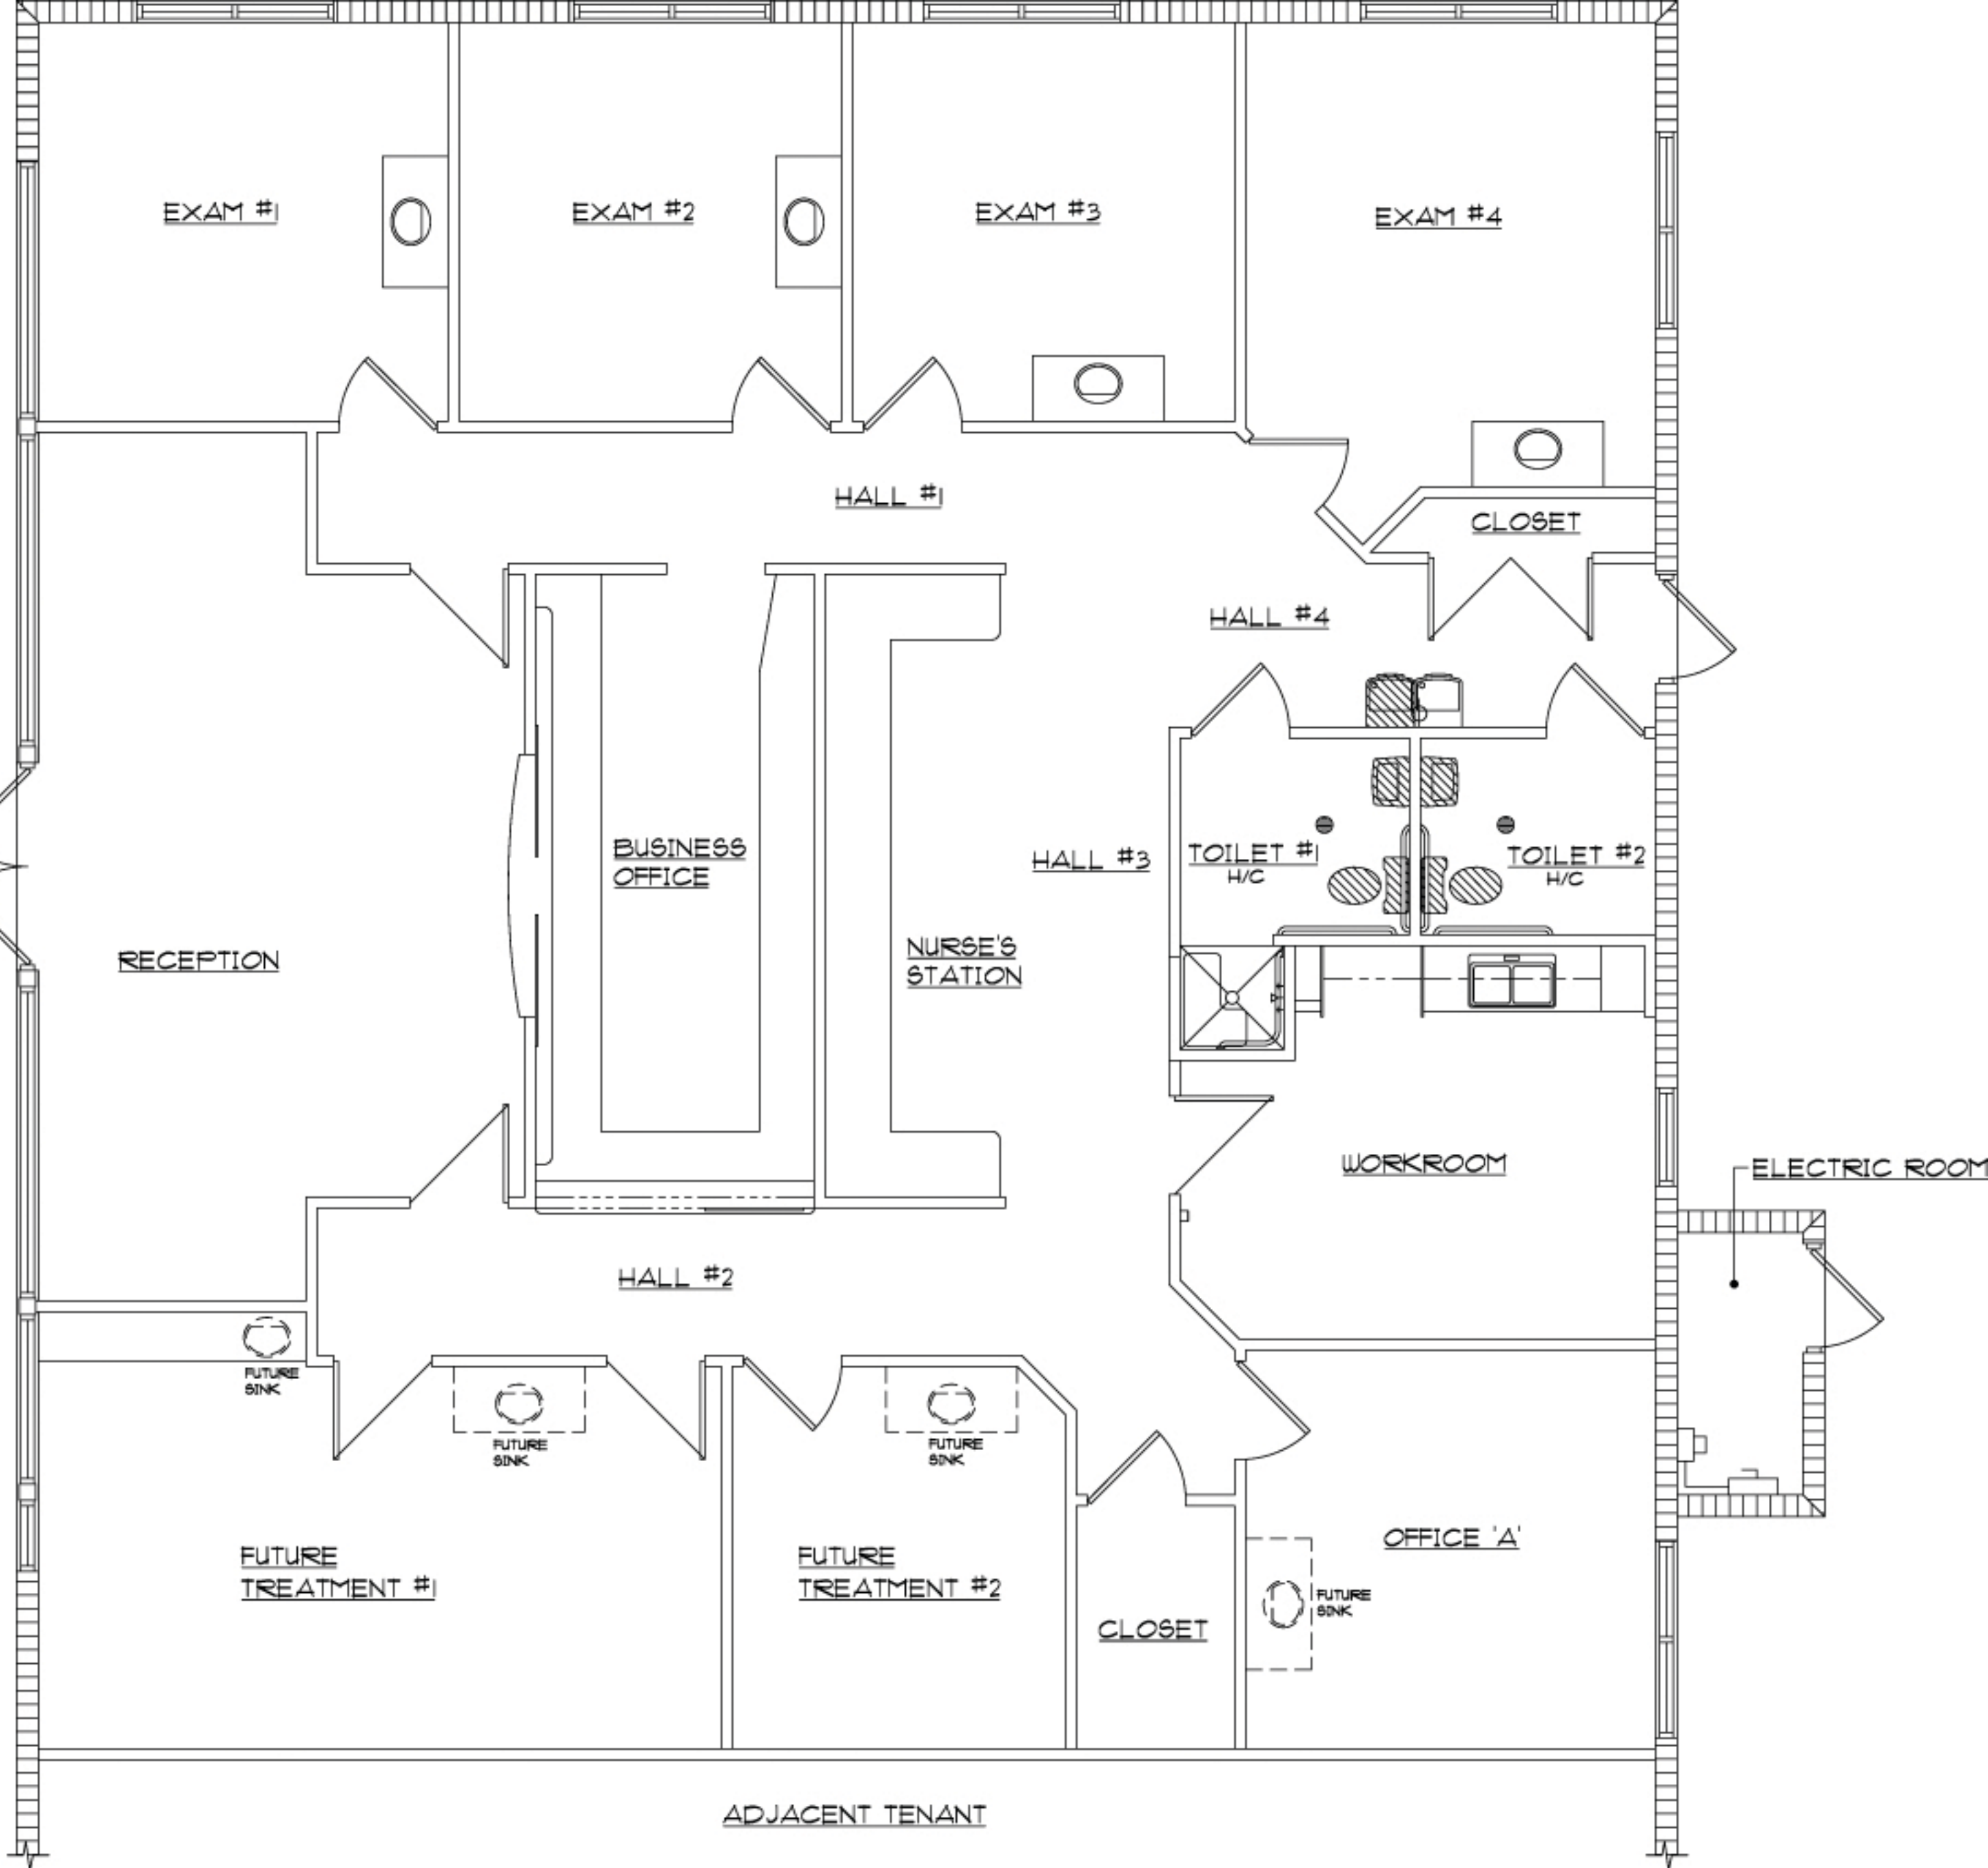 EXAM #1
EXAM #2
EXAM #3
EXAM #4
HALL #1
CLOSET
HALL #4
BUSINESS
OFFICE
HALL #3
TOILET #1
H/C
TOILET #2
H/C
RECEPTION
NURSE'S
STATION
WORKROOM
ELECTRIC ROOM
HALL #2
FUTURE
SINK
FUTURE
SINK
FUTURE
SINK
FUTURE
TREATMENT #1
FUTURE
TREATMENT #2
CLOSET
OFFICE 'A'
FUTURE
SINK
ADJACENT TENANT